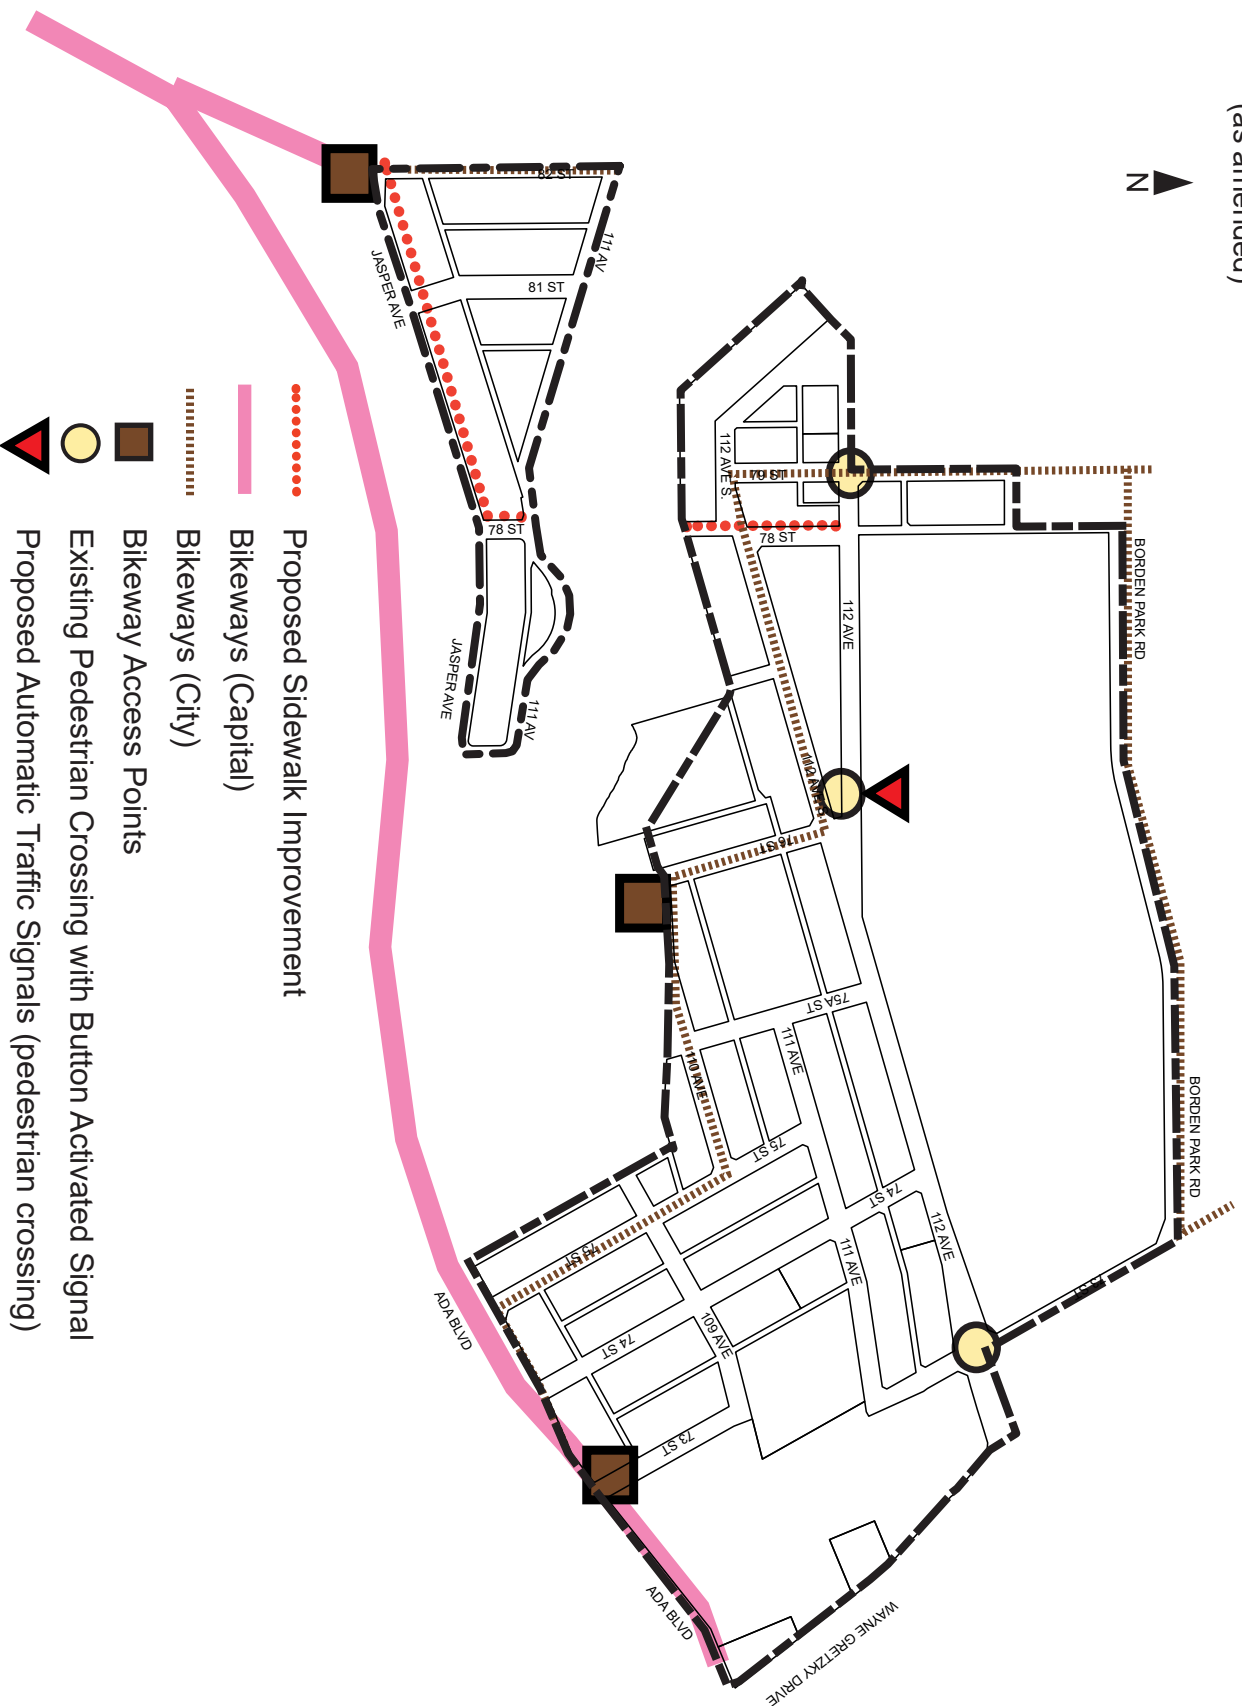 (as amended)
N
82 ST
111 AV
81 ST
JASPER AVE
78 ST
JASPER AVE
111 AV
112 AVE S.
79 ST
78 ST
112 AVE
BORDEN PARK RD
76 ST
75A ST
111 AVE
110 AVE
75 ST
74 ST
112 AVE
111 AVE
BORDEN PARK RD
75 ST
74 ST
109 AVE
73 ST
ADA BLVD
ADA BLVD
WAYNE GRETZKY DRIVE
Proposed Sidewalk Improvement
Bikeways (Capital)
Bikeways (City)
Bikeway Access Points
Existing Pedestrian Crossing with Button Activated Signal
Proposed Automatic Traffic Signals (pedestrian crossing)